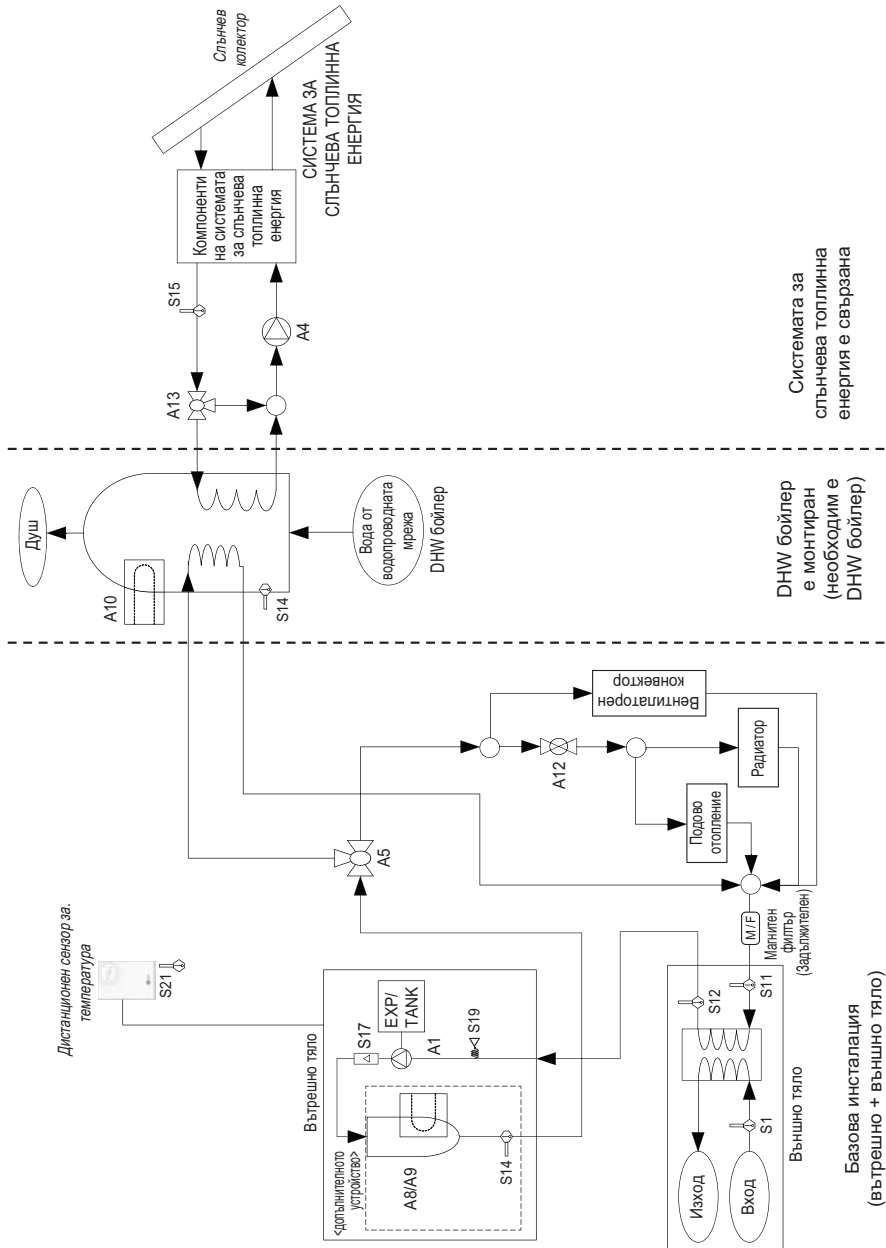 Слънчев
колектор
СИСТЕМА ЗА
СЛЪНЧЕВА ТОПЛИННА
ЕНЕРГИЯ
Компоненти
на системата
за слънчева
топлинна
енергия
S15
A13
A4
Системата за
слънчева топлинна
енергия е свързана
Душ
A10
S14
Вода от
водопроводната
мрежа
DHW бойлер
DHW бойлер
е монтиран
(необходим е
DHW бойлер)
Дистанционен сензор за.
температура
S21
A5
Вентилаторен
конвектор
A12
Радиатор
Подово
отопление
M / F
Магнитен
филтър
(Задължителен)
Вътрешно тяло
EXP/
TANK
S17
A1
S19
<допълнителното
устройство>
A8/A9
S14
S12
S11
S1
Изход
Вход
Външно тяло
Базова инсталация
(вътрешно + външно тяло)